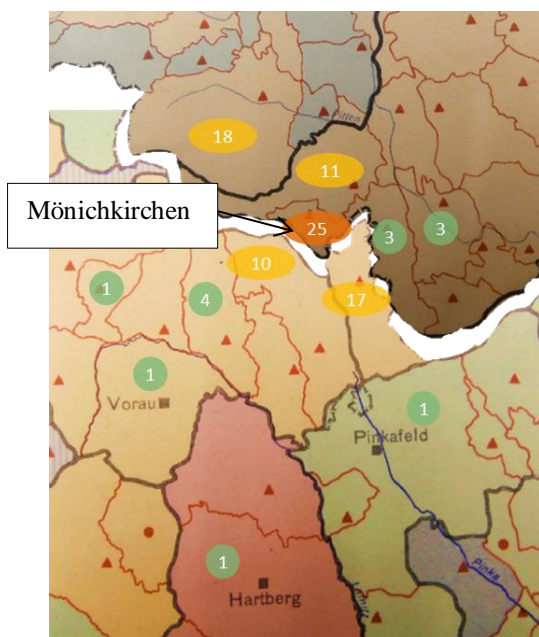 Pitten
18
11
Mönichkirchen
25
3
3
10
1
4
17
1
Vorau
1
Pinkafeld
1
Hartberg
Pinka